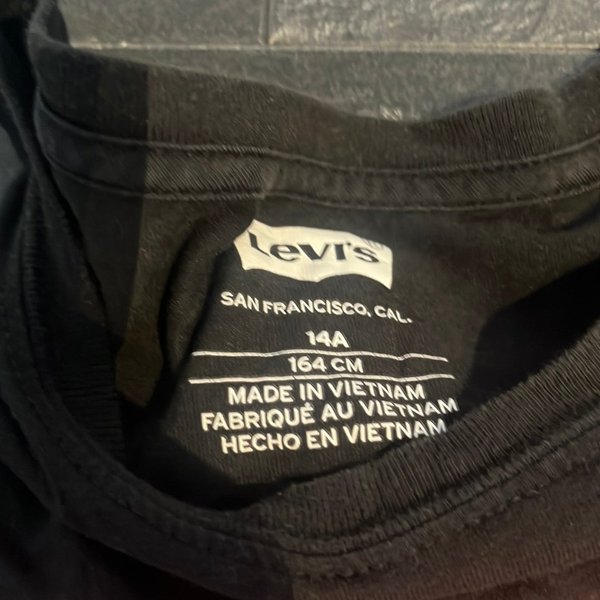 Levi's
SAN FRANCISCO, CAL.
14A
164 CM
MADE IN VIETNAM
FABRIQUÉ AU VIETNAM
HECHO EN VIETNAM